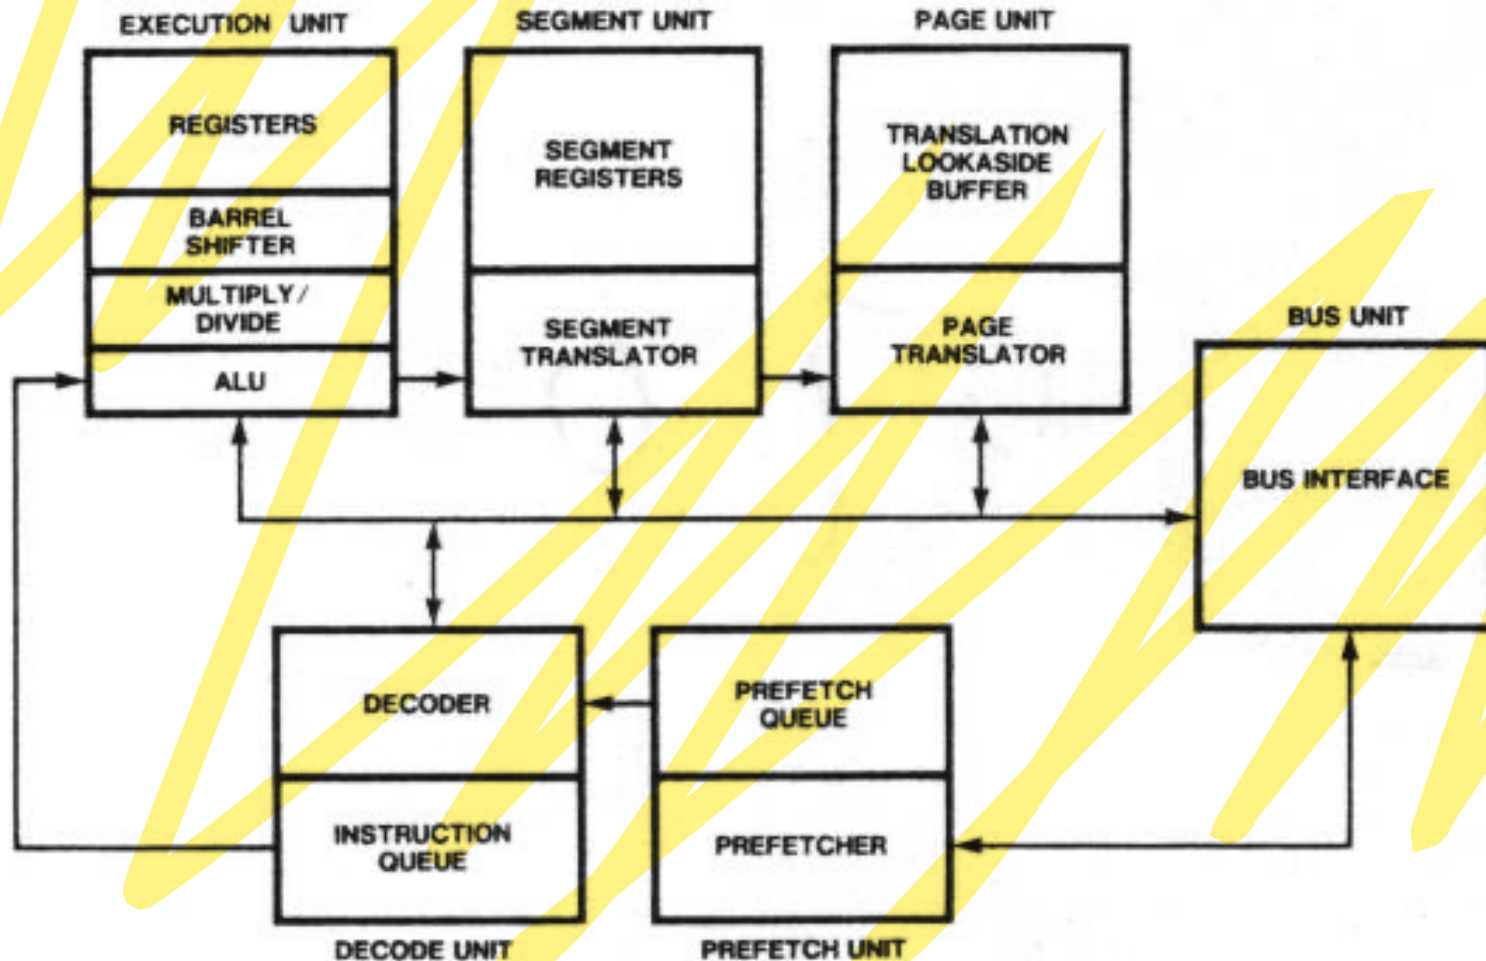 EXECUTION UNIT
REGISTERS
BARREL
SHIFTER
MULTIPLY/
DIVIDE
ALU
SEGMENT UNIT
SEGMENT
REGISTERS
SEGMENT
TRANSLATOR
PAGE UNIT
TRANSLATION
LOOKASIDE
BUFFER
PAGE
TRANSLATOR
BUS UNIT
BUS INTERFACE
DECODER
INSTRUCTION
QUEUE
DECODE UNIT
PREFETCH
QUEUE
PREFETCHER
PREFETCH UNIT